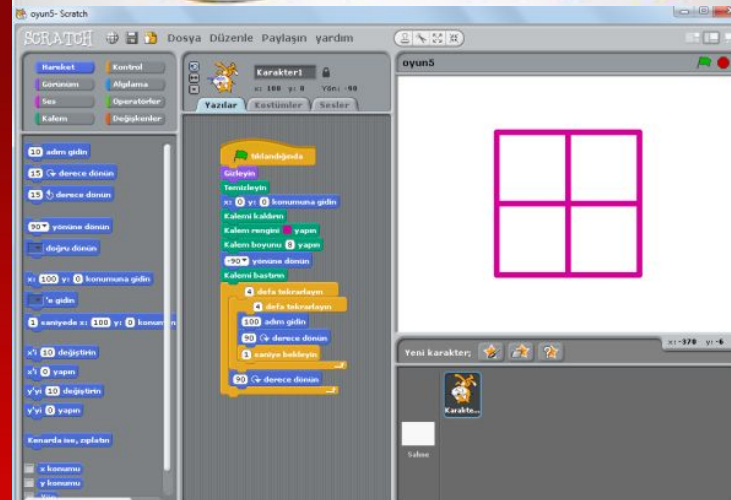 oyun5- Scratch
SCRATCH
Dosya Düzenle Paylaşın yardım
Hareket
Kontrol
Görünüm
Algılama
Ses
Operatörler
Kalem
Değişkenler
10 adım gidin
15 derece dönün
15 derece dönün
90 yönüne dönün
doğru dönün
x: 100 y: 0 konumuna gidin
'e gidin
1 saniyede x: 100 y: 0 konum
x'i 10 değiştirin
x'i 0 yapın
y'yi 10 değiştirin
y'yi 0 yapın
Kenarda ise, zıplatın
x konumu
y konumu
Yön
Karakter1
x: 100 y: 0 Yön: -90
Yazılar
Kostümler
Sesler
tıklandığında
Gizleyin
Temizleyin
x: 0 y: 0 konumuna gidin
Kalemi kaldırın
Kalem rengini yapın
Kalem boyunu 8 yapın
-90 yönüne dönün
Kalemi bastırın
4 defa tekrarlayın
4 defa tekrarlayın
100 adım gidin
90 derece dönün
1 saniye bekleyin
90 derece dönün
oyun5
x: -370 y: -6
Yeni karakter;
Karakte...
Sahne